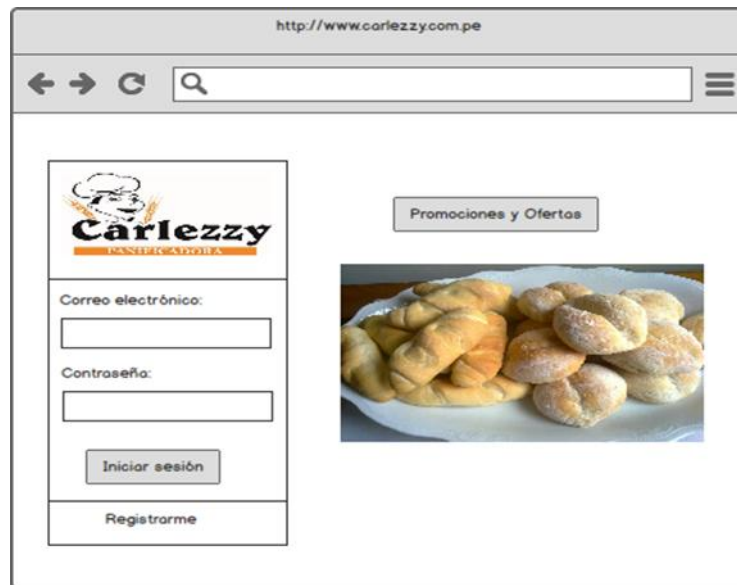 http://www.carlezzy.com.pe
Carlezzy
PANIFICADORA
Promociones y Ofertas
Correo electrónico:
Contraseña:
Iniciar sesión
Registrarme